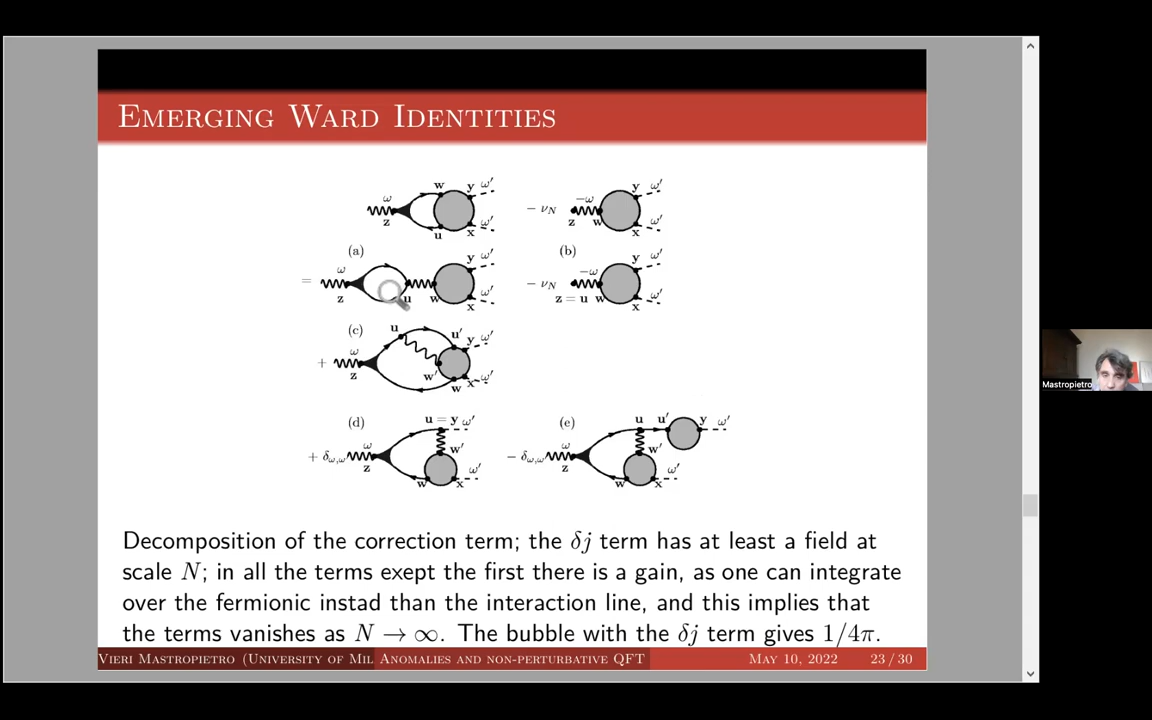 EMERGING WARD IDENTITIES
ω z w u y ω′ x ω′ − ν_N −ω z w y ω′ x ω′
(a) (b)
= ω z u w y ω′ x ω′ − ν_N −ω z = u w y ω′ x ω′
(c)
+ ω z u u′ y ω′ w′ w x ω′
(d) (e)
+ δ_ω,ω′ ω z u = y ω′ w′ w x ω′ − δ_ω,ω′ ω z u u′ y ω′ w′ w x ω′
Decomposition of the correction term; the δj term has at least a field at
scale N; in all the terms exept the first there is a gain, as one can integrate
over the fermionic instad than the interaction line, and this implies that
the terms vanishes as N → ∞. The bubble with the δj term gives 1/4π.
VIERI MASTROPIETRO (UNIVERSITY OF MIL ANOMALIES AND NON-PERTURBATIVE QFT MAY 10, 2022 23 / 30
Mastropietro